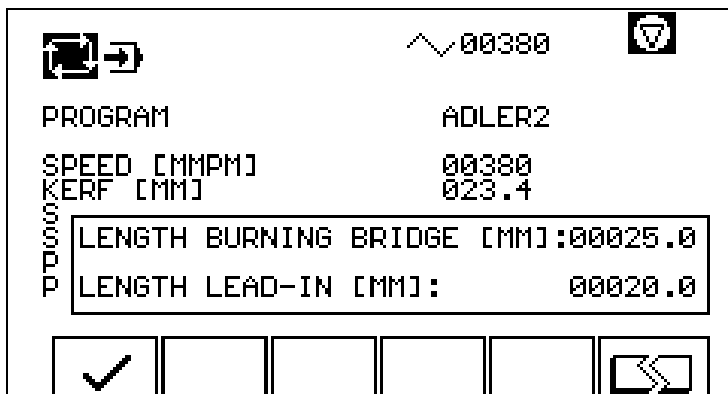 00380
PROGRAM ADLER2
SPEED [MMPM] 00380
KERF [MM] 023.4
S
S
P
P
LENGTH BURNING BRIDGE [MM]:00025.0
LENGTH LEAD-IN [MM]: 00020.0